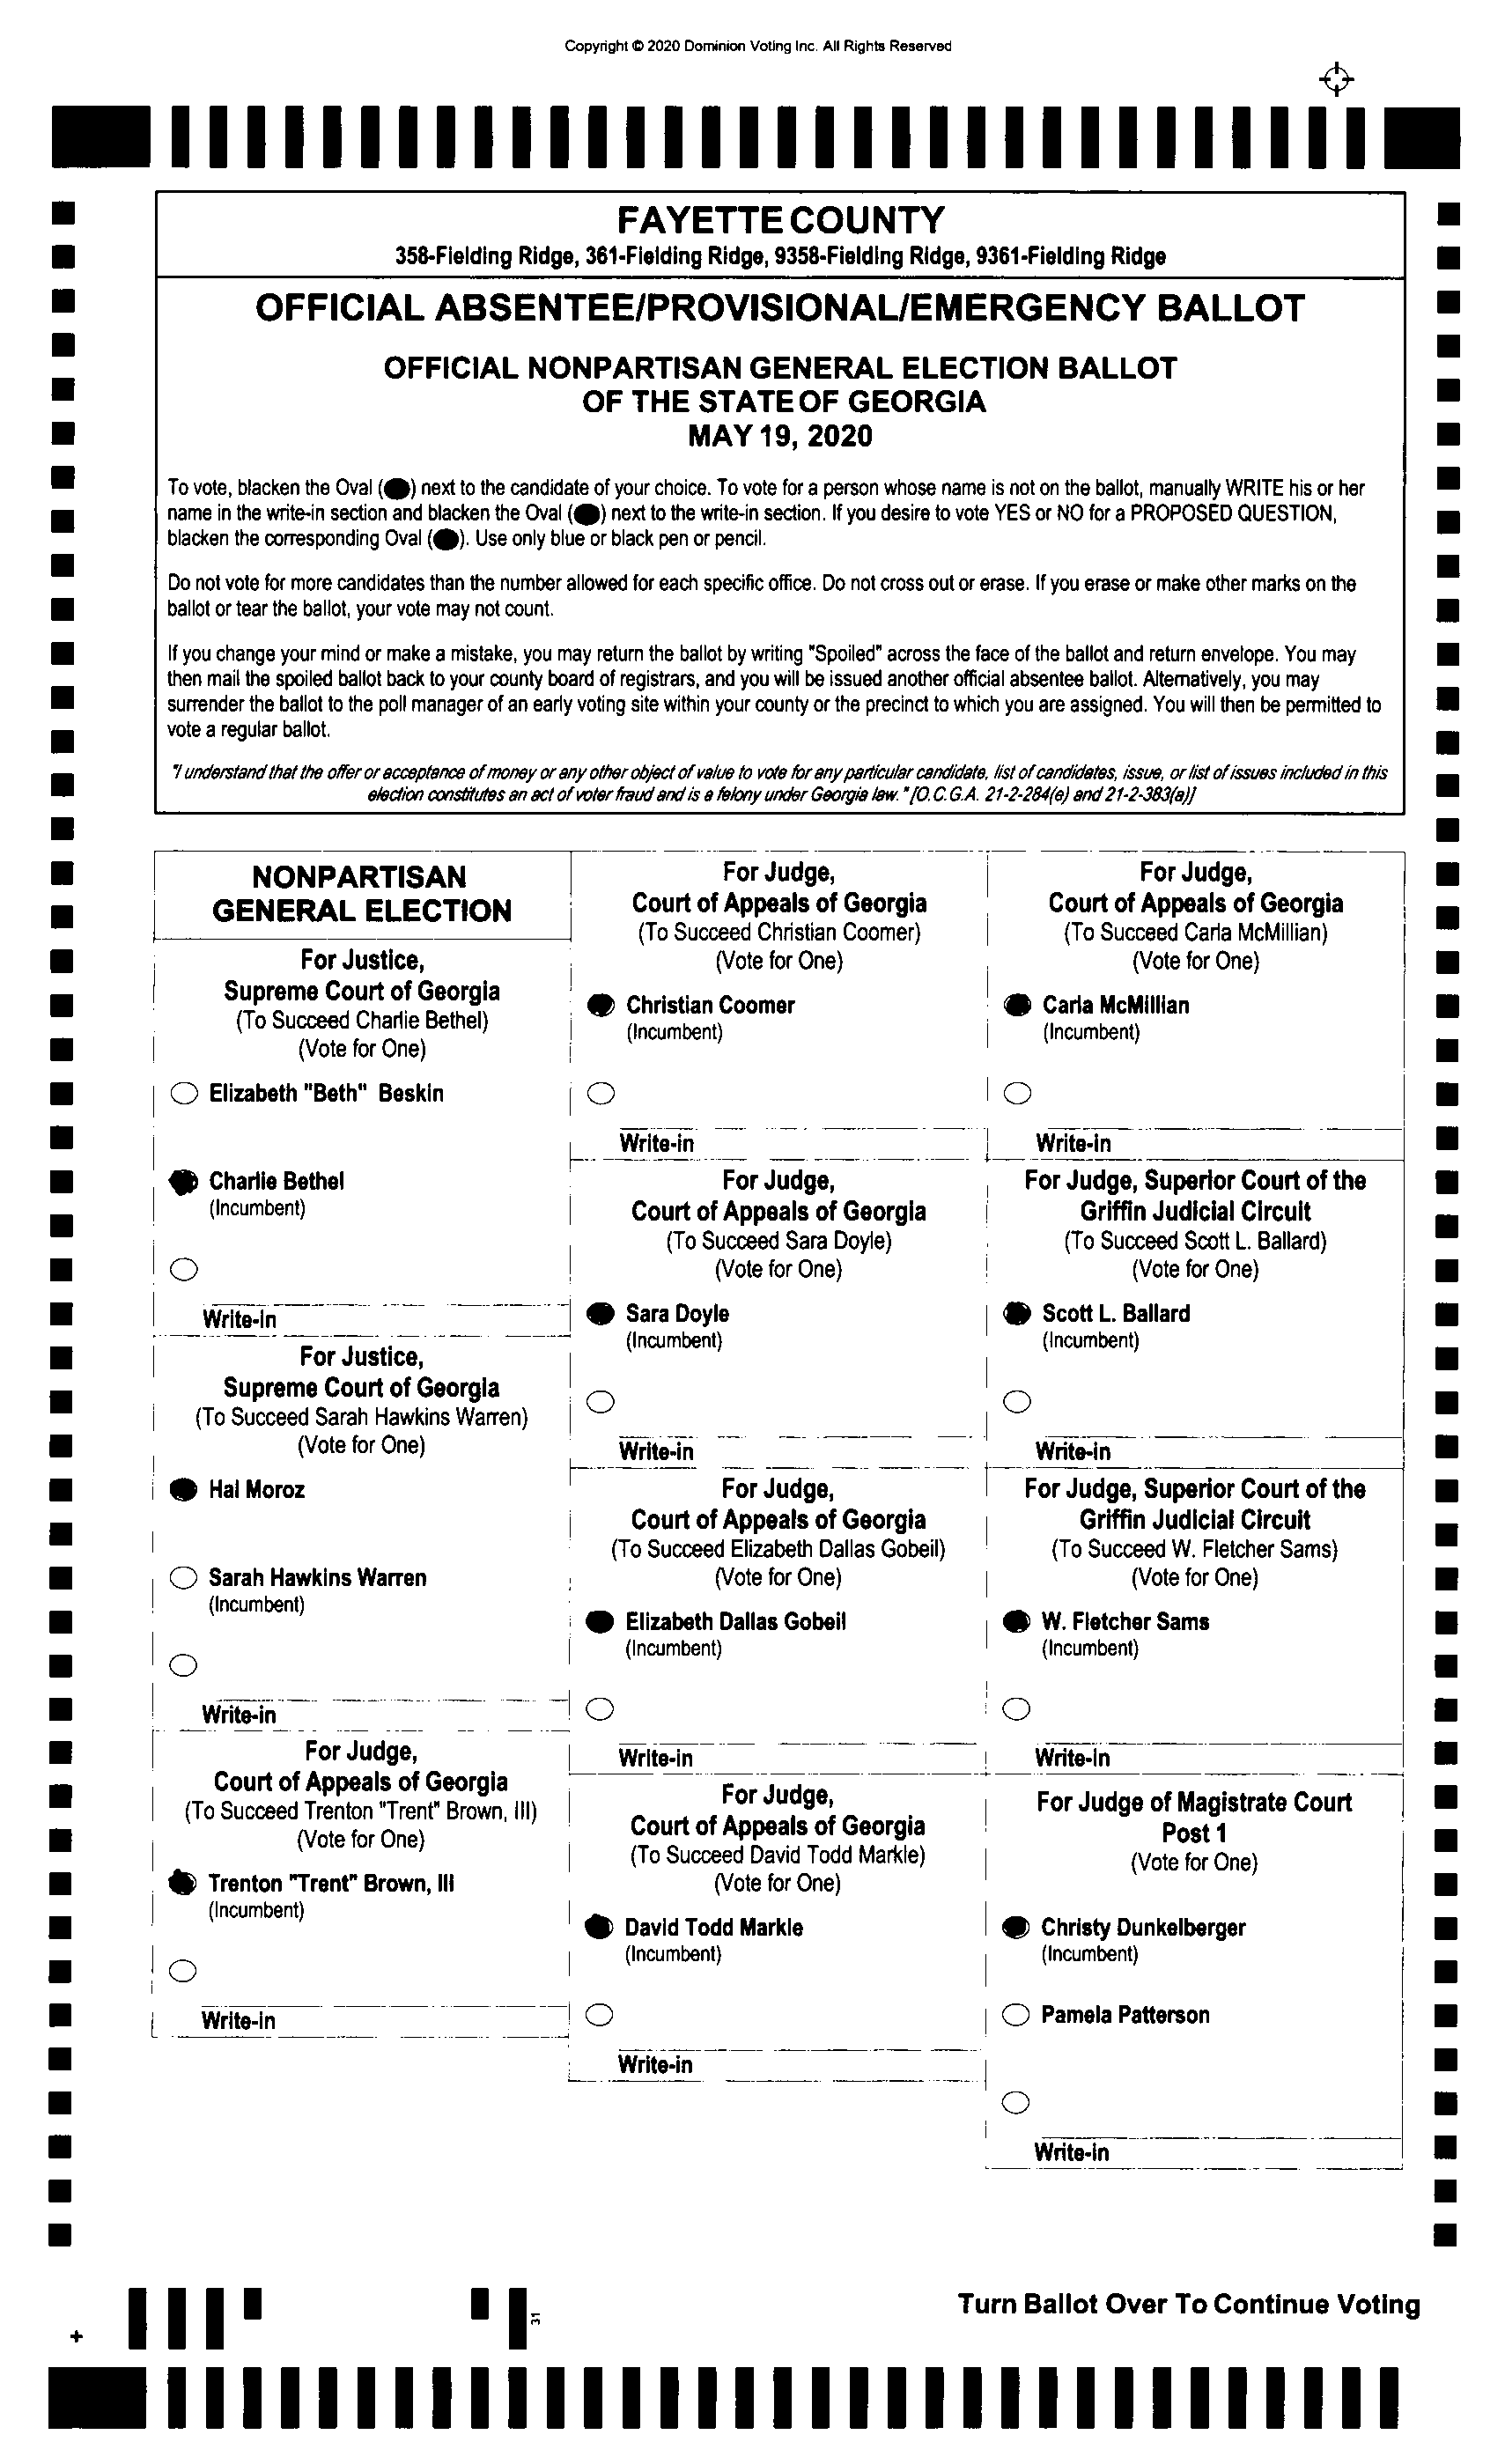 Copyright © 2020 Dominion Voting Inc. All Rights Reserved
FAYETTE COUNTY
358-Fielding Ridge, 361-Fielding Ridge, 9358-Fielding Ridge, 9361-Fielding Ridge
OFFICIAL ABSENTEE/PROVISIONAL/EMERGENCY BALLOT
OFFICIAL NONPARTISAN GENERAL ELECTION BALLOT
OF THE STATE OF GEORGIA
MAY 19, 2020
To vote, blacken the Oval ( ) next to the candidate of your choice. To vote for a person whose name is not on the ballot, manually WRITE his or her
name in the write-in section and blacken the Oval ( ) next to the write-in section. If you desire to vote YES or NO for a PROPOSED QUESTION,
blacken the corresponding Oval ( ). Use only blue or black pen or pencil.
Do not vote for more candidates than the number allowed for each specific office. Do not cross out or erase. If you erase or make other marks on the
ballot or tear the ballot, your vote may not count.
If you change your mind or make a mistake, you may return the ballot by writing "Spoiled" across the face of the ballot and return envelope. You may
then mail the spoiled ballot back to your county board of registrars, and you will be issued another official absentee ballot. Alternatively, you may
surrender the ballot to the poll manager of an early voting site within your county or the precinct to which you are assigned. You will then be permitted to
vote a regular ballot.
"I understand that the offer or acceptance of money or any other object of value to vote for any particular candidate, list of candidates, issue, or list of issues included in this
election constitutes an act of voter fraud and is a felony under Georgia law." [O.C.G.A. 21-2-284(e) and 21-2-383(a)]
NONPARTISAN
GENERAL ELECTION
For Justice,
Supreme Court of Georgia
(To Succeed Charlie Bethel)
(Vote for One)
Elizabeth "Beth" Beskin
Charlie Bethel
(Incumbent)
Write-in
For Justice,
Supreme Court of Georgia
(To Succeed Sarah Hawkins Warren)
(Vote for One)
Hal Moroz
Sarah Hawkins Warren
(Incumbent)
Write-in
For Judge,
Court of Appeals of Georgia
(To Succeed Trenton "Trent" Brown, III)
(Vote for One)
Trenton "Trent" Brown, III
(Incumbent)
Write-in
For Judge,
Court of Appeals of Georgia
(To Succeed Christian Coomer)
(Vote for One)
Christian Coomer
(Incumbent)
Write-in
For Judge,
Court of Appeals of Georgia
(To Succeed Sara Doyle)
(Vote for One)
Sara Doyle
(Incumbent)
Write-in
For Judge,
Court of Appeals of Georgia
(To Succeed Elizabeth Dallas Gobeil)
(Vote for One)
Elizabeth Dallas Gobeil
(Incumbent)
Write-in
For Judge,
Court of Appeals of Georgia
(To Succeed David Todd Markle)
(Vote for One)
David Todd Markle
(Incumbent)
Write-in
For Judge,
Court of Appeals of Georgia
(To Succeed Carla McMillian)
(Vote for One)
Carla McMillian
(Incumbent)
Write-in
For Judge, Superior Court of the
Griffin Judicial Circuit
(To Succeed Scott L. Ballard)
(Vote for One)
Scott L. Ballard
(Incumbent)
Write-in
For Judge, Superior Court of the
Griffin Judicial Circuit
(To Succeed W. Fletcher Sams)
(Vote for One)
W. Fletcher Sams
(Incumbent)
Write-in
For Judge of Magistrate Court
Post 1
(Vote for One)
Christy Dunkelberger
(Incumbent)
Pamela Patterson
Write-in
31
Turn Ballot Over To Continue Voting